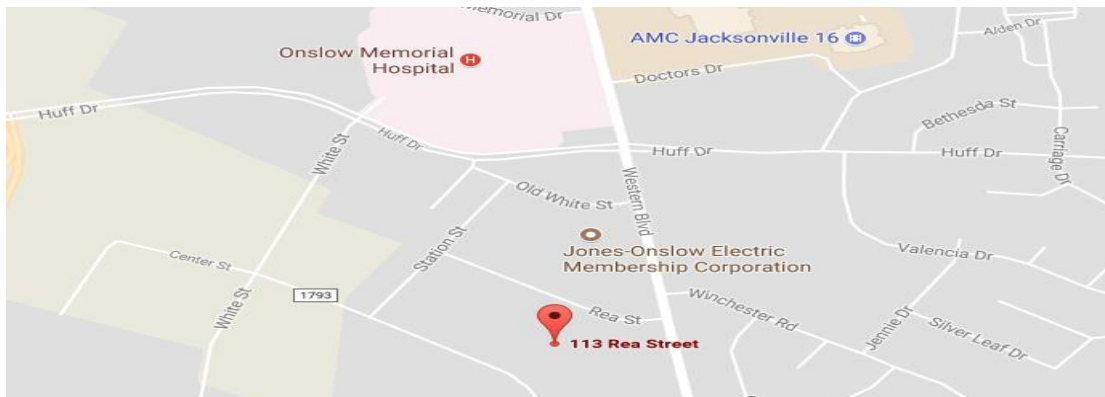 Memorial Dr
Onslow Memorial
Hospital
H
AMC Jacksonville 16
Alden Dr
Doctors Dr
Bethesda St
Huff Dr
Huff Dr
White St
Huff Dr
Huff Dr
Carriage Dr
Old White St
Western Blvd
Station St
Jones-Onslow Electric
Membership Corporation
Valencia Dr
Center St
1793
White St
Winchester Rd
Rea St
Jennie Dr
Silver Leaf Dr
113 Rea Street